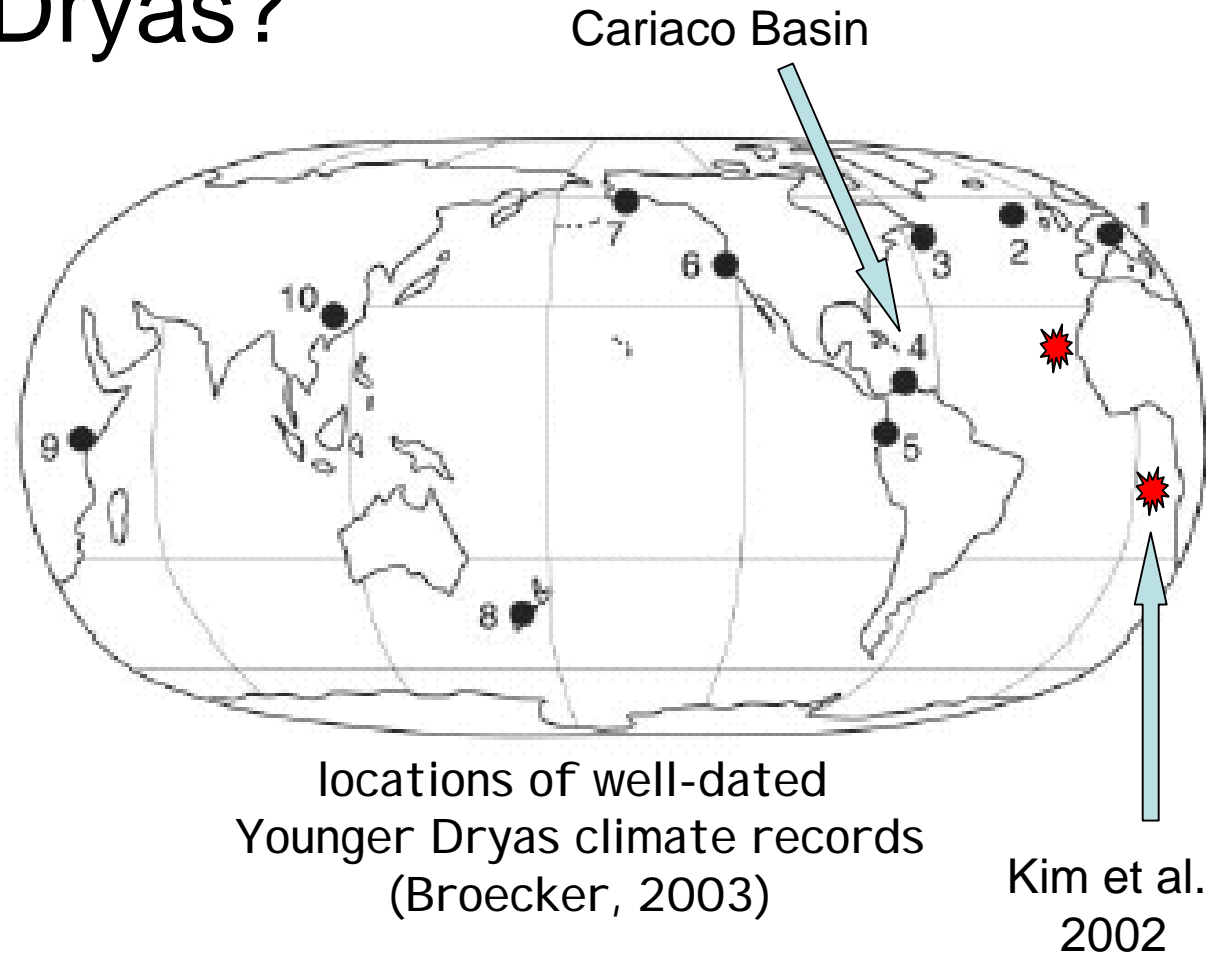 Dryas?
Cariaco Basin
1
2
3
4
5
6
7
8
9
10
locations of well-dated
Younger Dryas climate records
(Broecker, 2003)
Kim et al.
2002